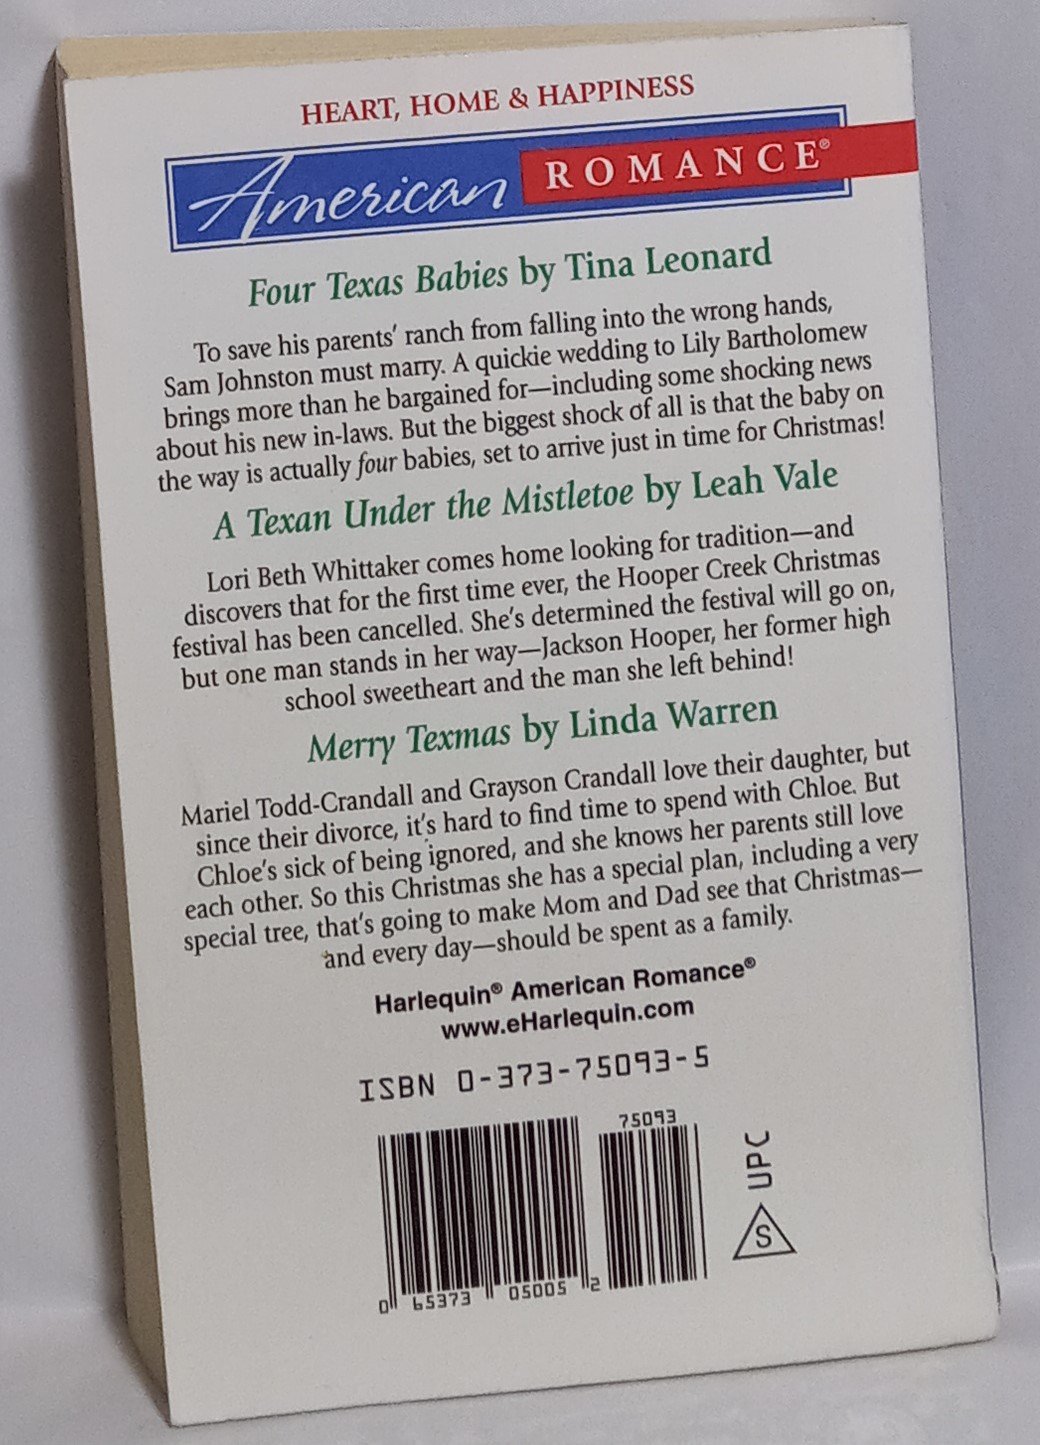 HEART, HOME & HAPPINESS
American ROMANCE®
Four Texas Babies by Tina Leonard
To save his parents' ranch from falling into the wrong hands,
Sam Johnston must marry. A quickie wedding to Lily Bartholomew
brings more than he bargained for—including some shocking news
about his new in-laws. But the biggest shock of all is that the baby on
the way is actually four babies, set to arrive just in time for Christmas!
A Texan Under the Mistletoe by Leah Vale
Lori Beth Whittaker comes home looking for tradition—and
discovers that for the first time ever, the Hooper Creek Christmas
festival has been cancelled. She's determined the festival will go on,
but one man stands in her way—Jackson Hooper, her former high
school sweetheart and the man she left behind!
Merry Texmas by Linda Warren
Mariel Todd-Crandall and Grayson Crandall love their daughter, but
since their divorce, it's hard to find time to spend with Chloe. But
Chloe's sick of being ignored, and she knows her parents still love
each other. So this Christmas she has a special plan, including a very
special tree, that's going to make Mom and Dad see that Christmas—
and every day—should be spent as a family.
Harlequin® American Romance®
www.eHarlequin.com
ISBN 0-373-75093-5
75093
0 65373 05005 2
UPC
S